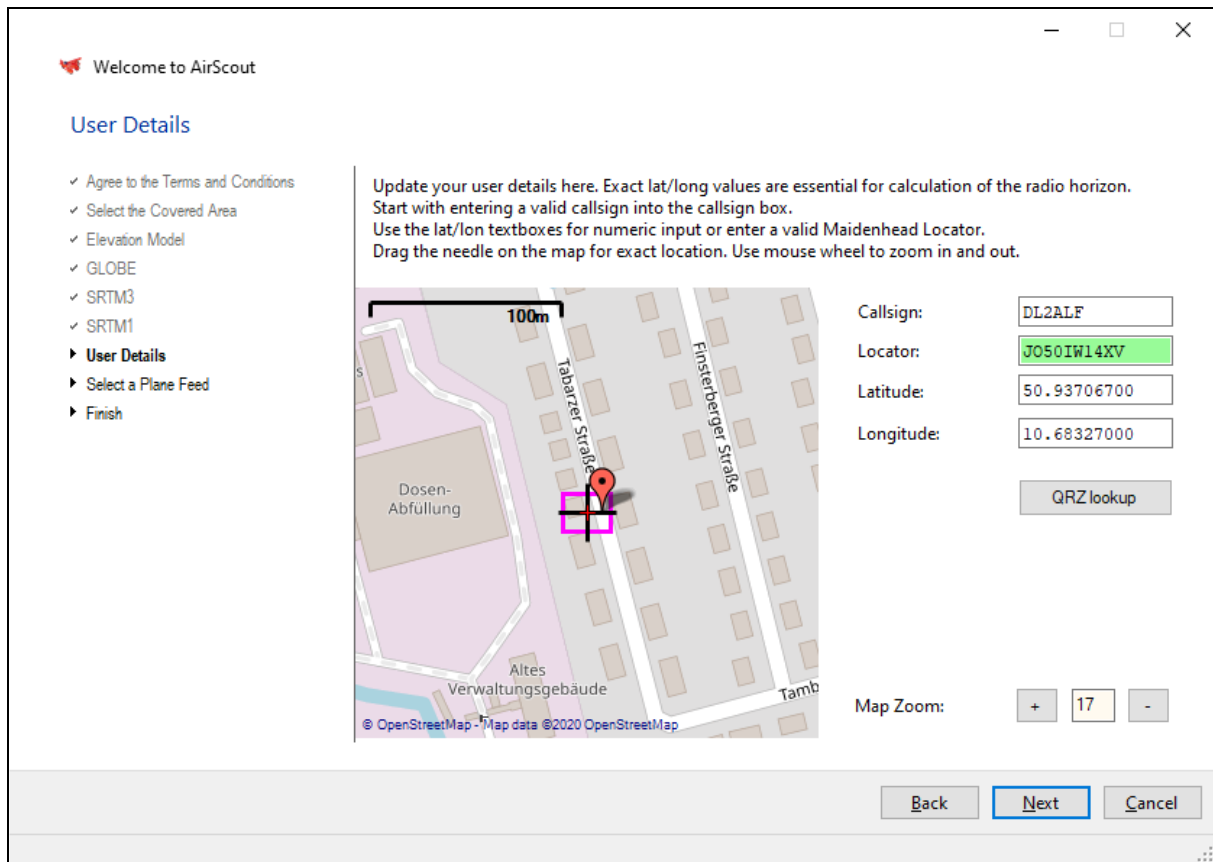 Welcome to AirScout
User Details
Agree to the Terms and Conditions
Select the Covered Area
Elevation Model
GLOBE
SRTM3
SRTM1
User Details
Select a Plane Feed
Finish
Update your user details here. Exact lat/long values are essential for calculation of the radio horizon.
Start with entering a valid callsign into the callsign box.
Use the lat/lon textboxes for numeric input or enter a valid Maidenhead Locator.
Drag the needle on the map for exact location. Use mouse wheel to zoom in and out.
100m
s
Tabarzer Straße
Finsterberger Straße
Dosen-
Abfüllung
Altes
Verwaltungsgebäude
Tamb
© OpenStreetMap - Map data ©2020 OpenStreetMap
Callsign: DL2ALF
Locator: JO50IW14XV
Latitude: 50.93706700
Longitude: 10.68327000
QRZ lookup
Map Zoom: + 17 -
Back Next Cancel